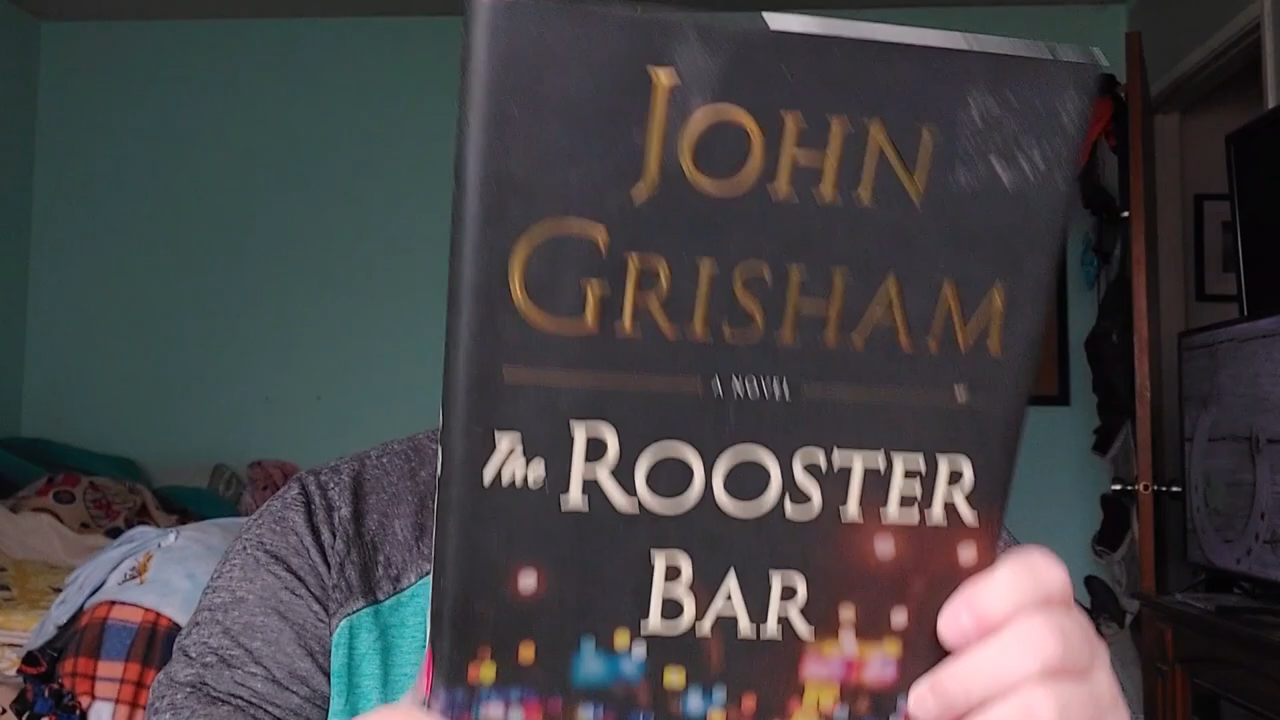 JOHN
GRISHAM
A NOVEL
The ROOSTER
BAR